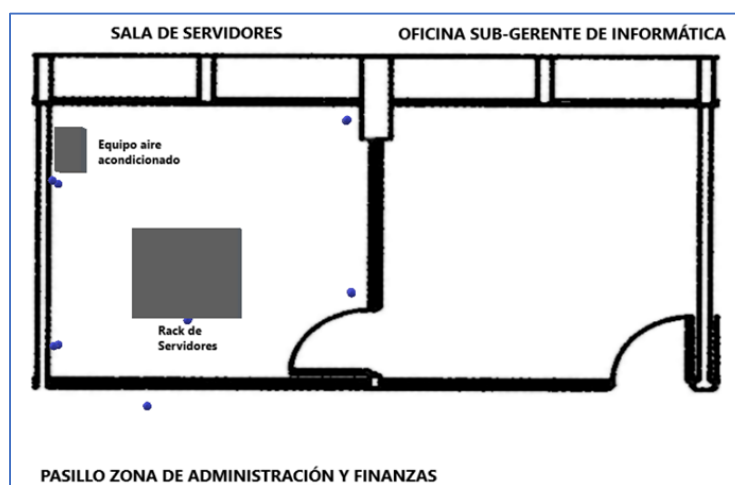 SALA DE SERVIDORES
OFICINA SUB-GERENTE DE INFORMÁTICA
Equipo aire
acondicionado
Rack de
Servidores
PASILLO ZONA DE ADMINISTRACIÓN Y FINANZAS